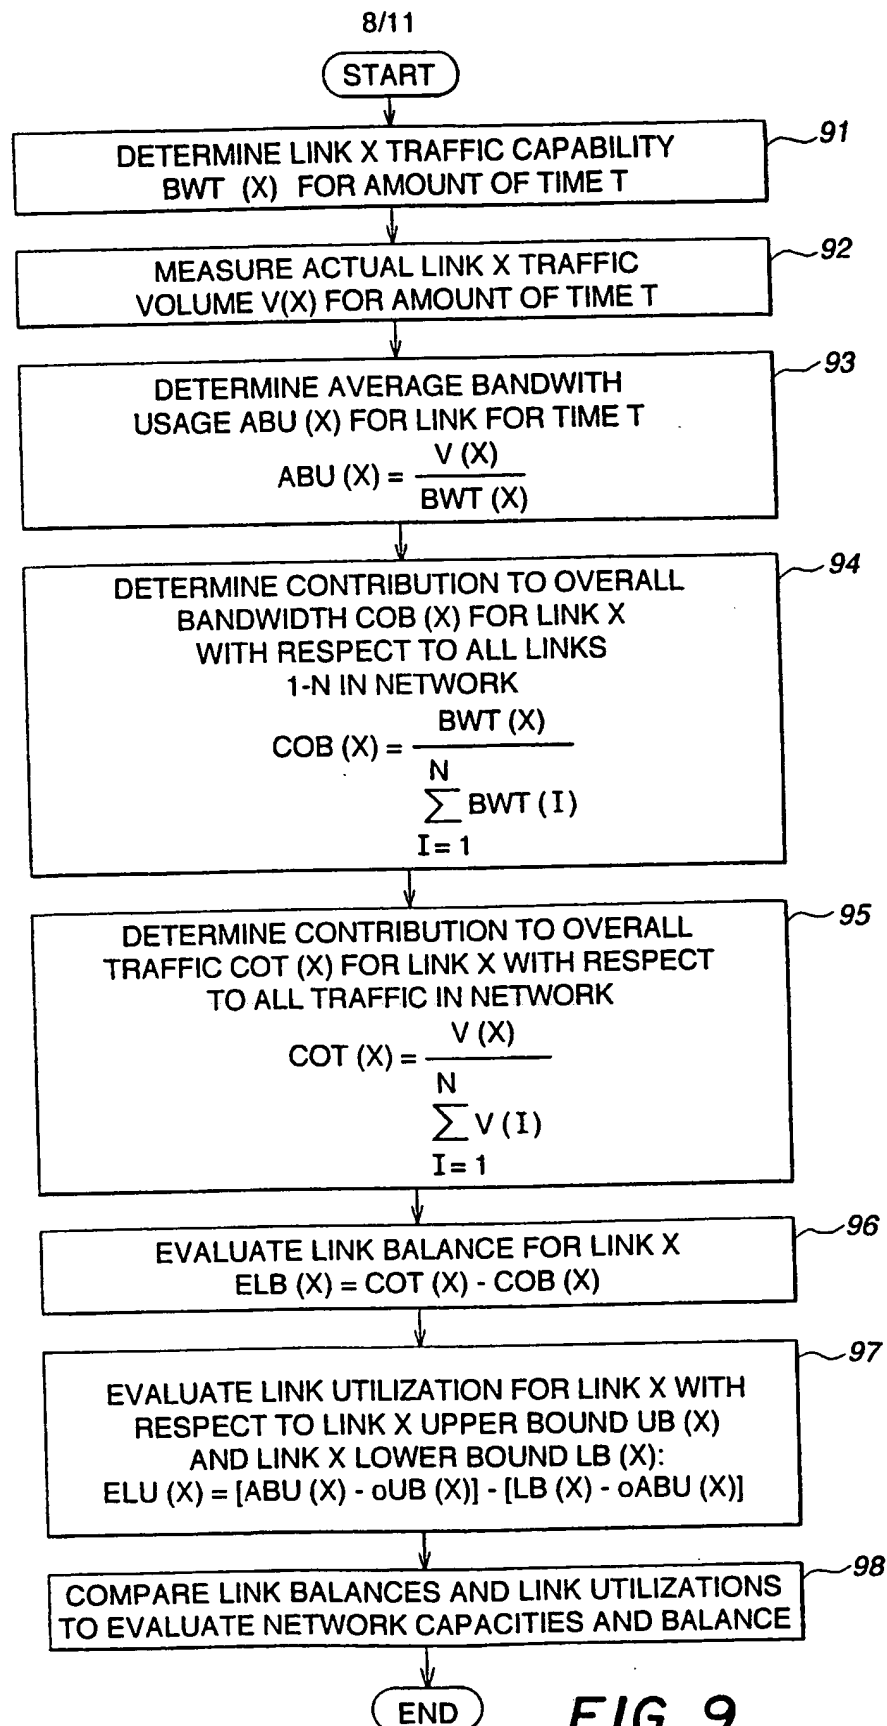 8/11
START
DETERMINE LINK X TRAFFIC CAPABILITY
BWT (X) FOR AMOUNT OF TIME T
91
MEASURE ACTUAL LINK X TRAFFIC
VOLUME V(X) FOR AMOUNT OF TIME T
92
DETERMINE AVERAGE BANDWITH
USAGE ABU (X) FOR LINK FOR TIME T
ABU (X) = V (X)
BWT (X)
93
DETERMINE CONTRIBUTION TO OVERALL
BANDWIDTH COB (X) FOR LINK X
WITH RESPECT TO ALL LINKS
1-N IN NETWORK
COB (X) = BWT (X)
N
∑ BWT (I)
I = 1
94
DETERMINE CONTRIBUTION TO OVERALL
TRAFFIC COT (X) FOR LINK X WITH RESPECT
TO ALL TRAFFIC IN NETWORK
COT (X) = V (X)
N
∑ V (I)
I = 1
95
EVALUATE LINK BALANCE FOR LINK X
ELB (X) = COT (X) - COB (X)
96
EVALUATE LINK UTILIZATION FOR LINK X WITH
RESPECT TO LINK X UPPER BOUND UB (X)
AND LINK X LOWER BOUND LB (X):
ELU (X) = [ABU (X) - oUB (X)] - [LB (X) - oABU (X)]
97
COMPARE LINK BALANCES AND LINK UTILIZATIONS
TO EVALUATE NETWORK CAPACITIES AND BALANCE
98
END
FIG. 9